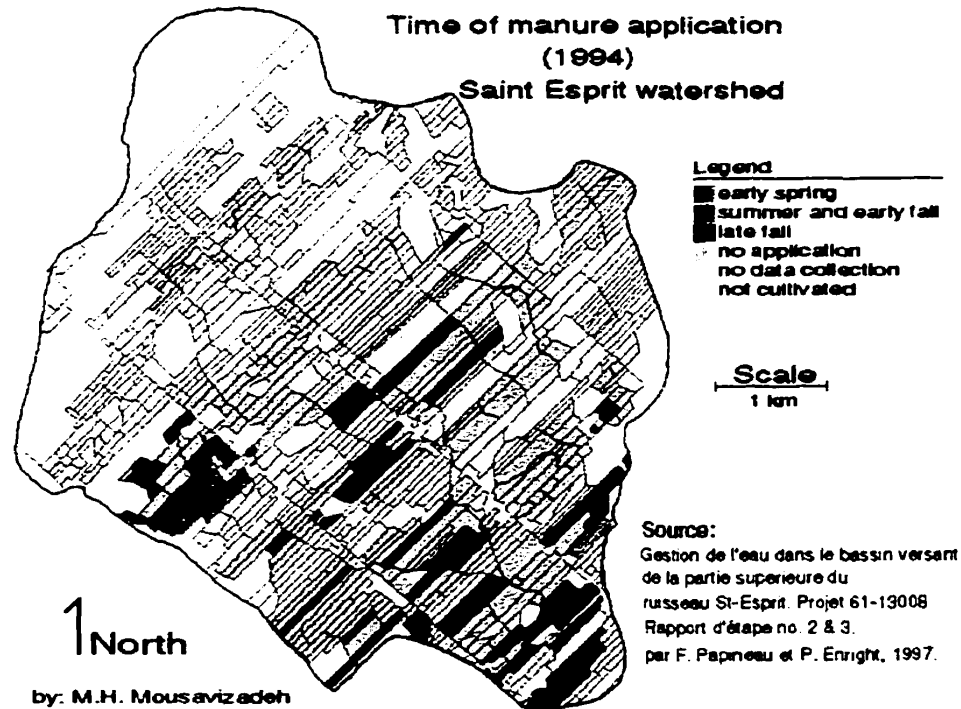 Time of manure application
(1994)
Saint Esprit watershed
Legend
early spring
summer and early fall
late fall
no application
no data collection
not cultivated
Scale
1 km
Source:
Gestion de l'eau dans le bassin versant
de la partie superieure du
ruisseau St-Esprit. Projet 61-13008
Rapport d'étape no. 2 & 3.
par F. Papineau et P. Enright, 1997.
North
by: M.H. Mousavizadeh